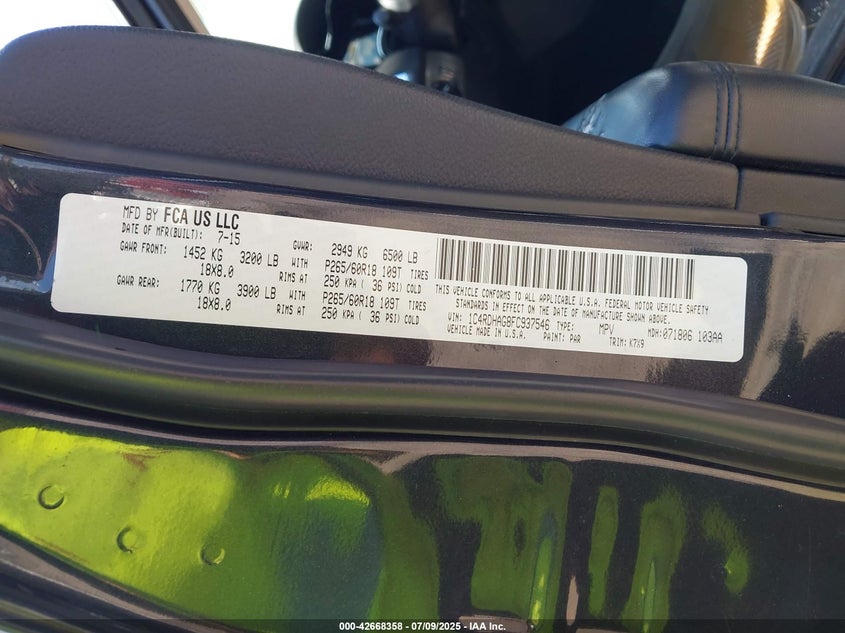 MFD BY FCA US LLC
DATE OF MFR(BUILT): 7-15 GVWR: 2949 KG 6500 LB
GAWR FRONT: 1452 KG 3200 LB WITH P265/60R18 109T TIRES
18X8.0 RIMS AT 250 KPA ( 36 PSI) COLD
GAWR REAR: 1770 KG 3900 LB WITH P265/60R18 109T TIRES
18X8.0 RIMS AT 250 KPA ( 36 PSI) COLD
THIS VEHICLE CONFORMS TO ALL APPLICABLE U.S.A. FEDERAL MOTOR VEHICLE SAFETY
STANDARDS IN EFFECT ON THE DATE OF MANUFACTURE SHOWN ABOVE.
VIN: 1C4RDHAG8FC937546 TYPE: MPV MDH:071806 103AA
VEHICLE MADE IN U.S.A. PAINT: PAR TRIM: K7X9
000-42668358 - 07/09/2025 - IAA Inc.